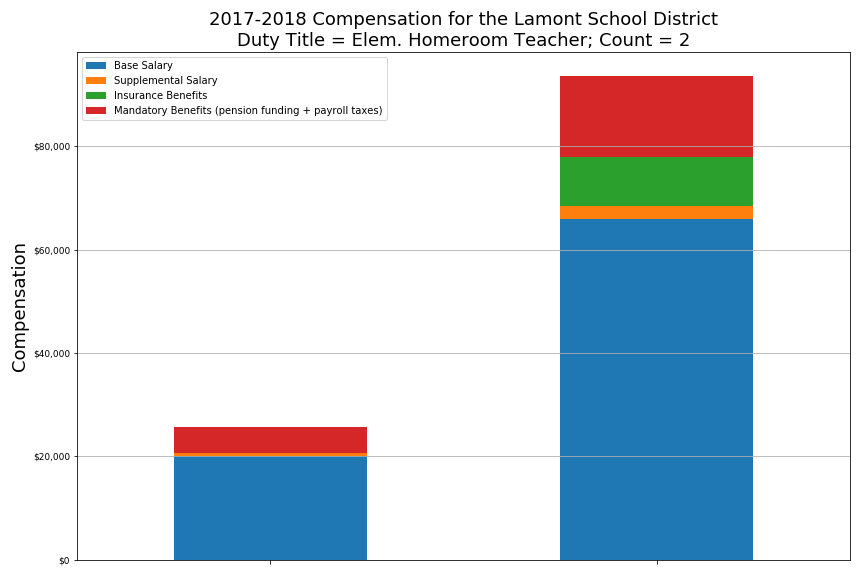 2017-2018 Compensation for the Lamont School District
Duty Title = Elem. Homeroom Teacher; Count = 2
Base Salary
Supplemental Salary
Insurance Benefits
Mandatory Benefits (pension funding + payroll taxes)
Compensation
$80,000
$60,000
$40,000
$20,000
$0